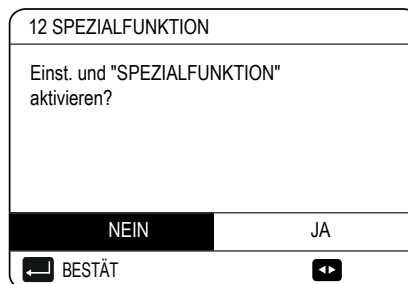 12 SPEZIALFUNKTION
Einst. und "SPEZIALFUNKTION"
aktivieren?
NEIN JA
BESTÄT